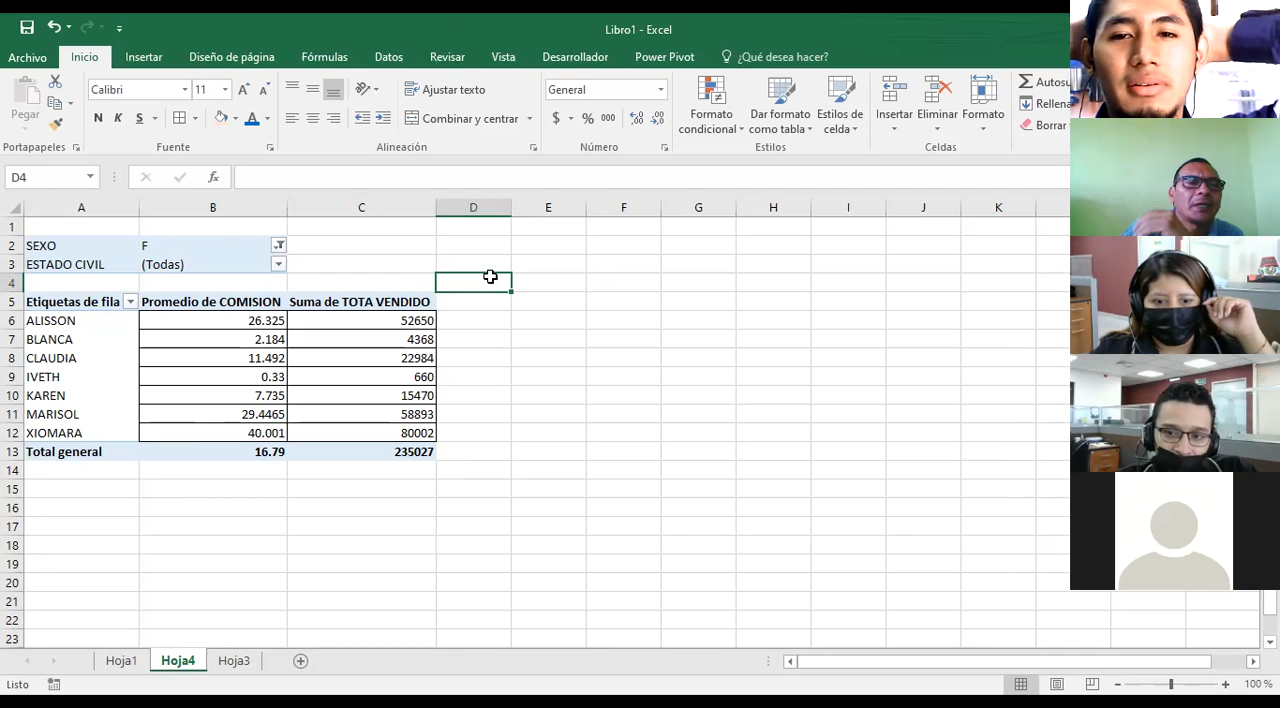 Libro1 - Excel
Archivo Inicio Insertar Diseño de página Fórmulas Datos Revisar Vista Desarrollador Power Pivot ¿Qué desea hacer?
Pegar
Calibri 11 A A
N K S A
Ajustar texto
Combinar y centrar
General
$ % 000
Formato condicional
Dar formato como tabla
Estilos de celda
Insertar Eliminar Formato
Autosu
Rellena
Borrar
Portapapeles Fuente Alineación Número Estilos Celdas
D4 fx
A B C D E F G H I J K
1
2 SEXO F
3 ESTADO CIVIL (Todas)
4
5 Etiquetas de fila Promedio de COMISION Suma de TOTA VENDIDO
6 ALISSON 26.325 52650
7 BLANCA 2.184 4368
8 CLAUDIA 11.492 22984
9 IVETH 0.33 660
10 KAREN 7.735 15470
11 MARISOL 29.4465 58893
12 XIOMARA 40.001 80002
13 Total general 16.79 235027
14
15
16
17
18
19
20
21
22
23
Hoja1 Hoja4 Hoja3
Listo 100 %